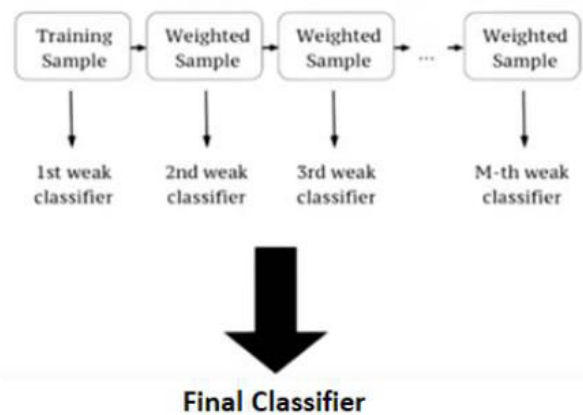 Training Sample
Weighted Sample
Weighted Sample
...
Weighted Sample
1st weak classifier
2nd weak classifier
3rd weak classifier
M-th weak classifier
Final Classifier